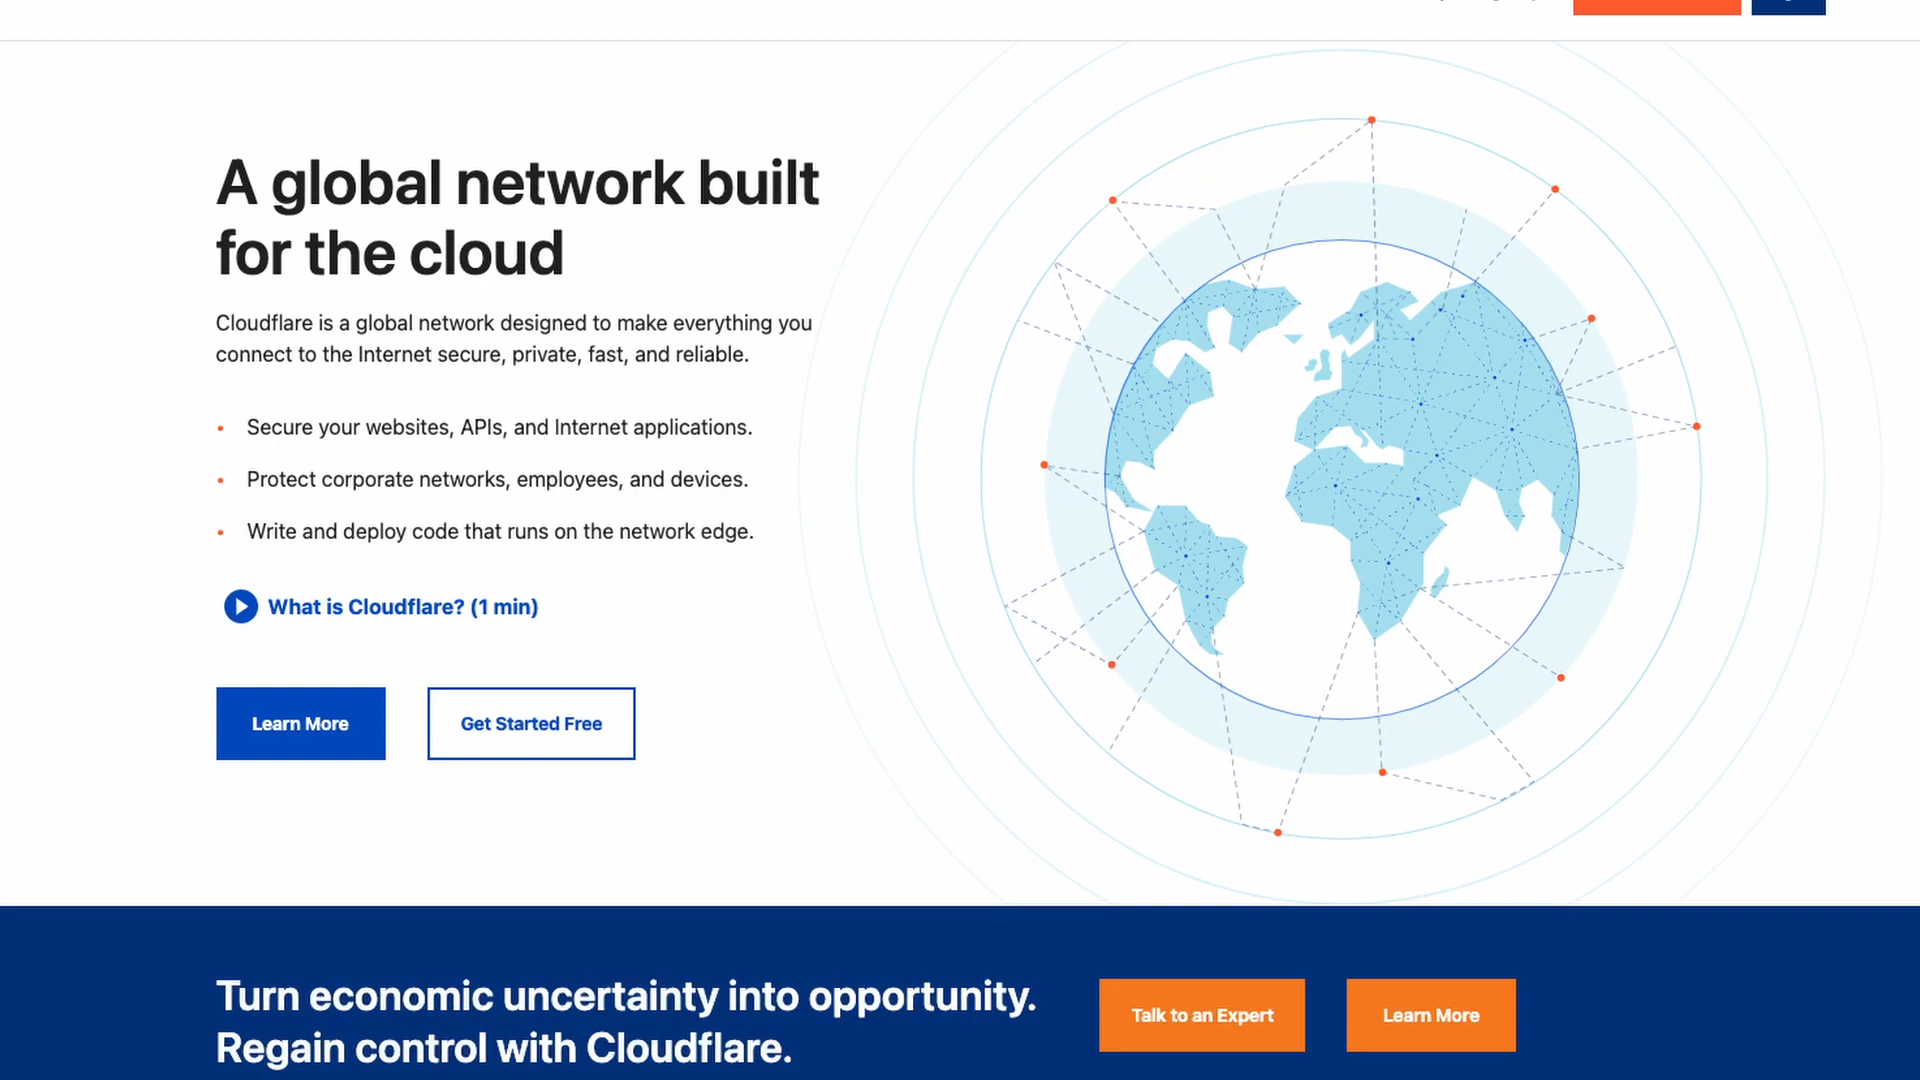 A global network built
for the cloud
Cloudflare is a global network designed to make everything you
connect to the Internet secure, private, fast, and reliable.
• Secure your websites, APIs, and Internet applications.
• Protect corporate networks, employees, and devices.
• Write and deploy code that runs on the network edge.
What is Cloudflare? (1 min)
Learn More
Get Started Free
Turn economic uncertainty into opportunity.
Regain control with Cloudflare.
Talk to an Expert
Learn More